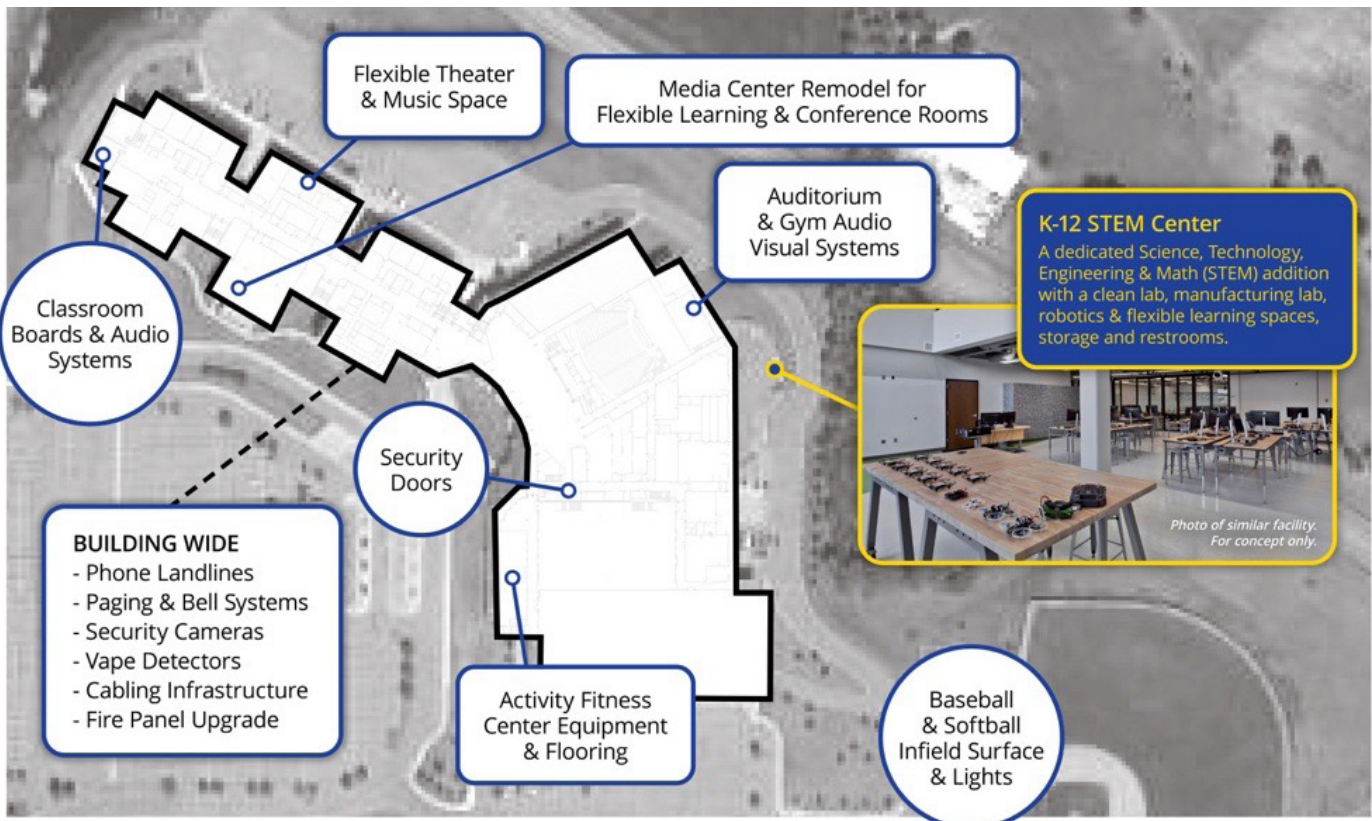 Flexible Theater
& Music Space
Media Center Remodel for
Flexible Learning & Conference Rooms
Auditorium
& Gym Audio
Visual Systems
K-12 STEM Center
A dedicated Science, Technology,
Engineering & Math (STEM) addition
with a clean lab, manufacturing lab,
robotics & flexible learning spaces,
storage and restrooms.
Classroom
Boards & Audio
Systems
Security
Doors
Photo of similar facility.
For concept only.
BUILDING WIDE
- Phone Landlines
- Paging & Bell Systems
- Security Cameras
- Vape Detectors
- Cabling Infrastructure
- Fire Panel Upgrade
Activity Fitness
Center Equipment
& Flooring
Baseball
& Softball
Infield Surface
& Lights